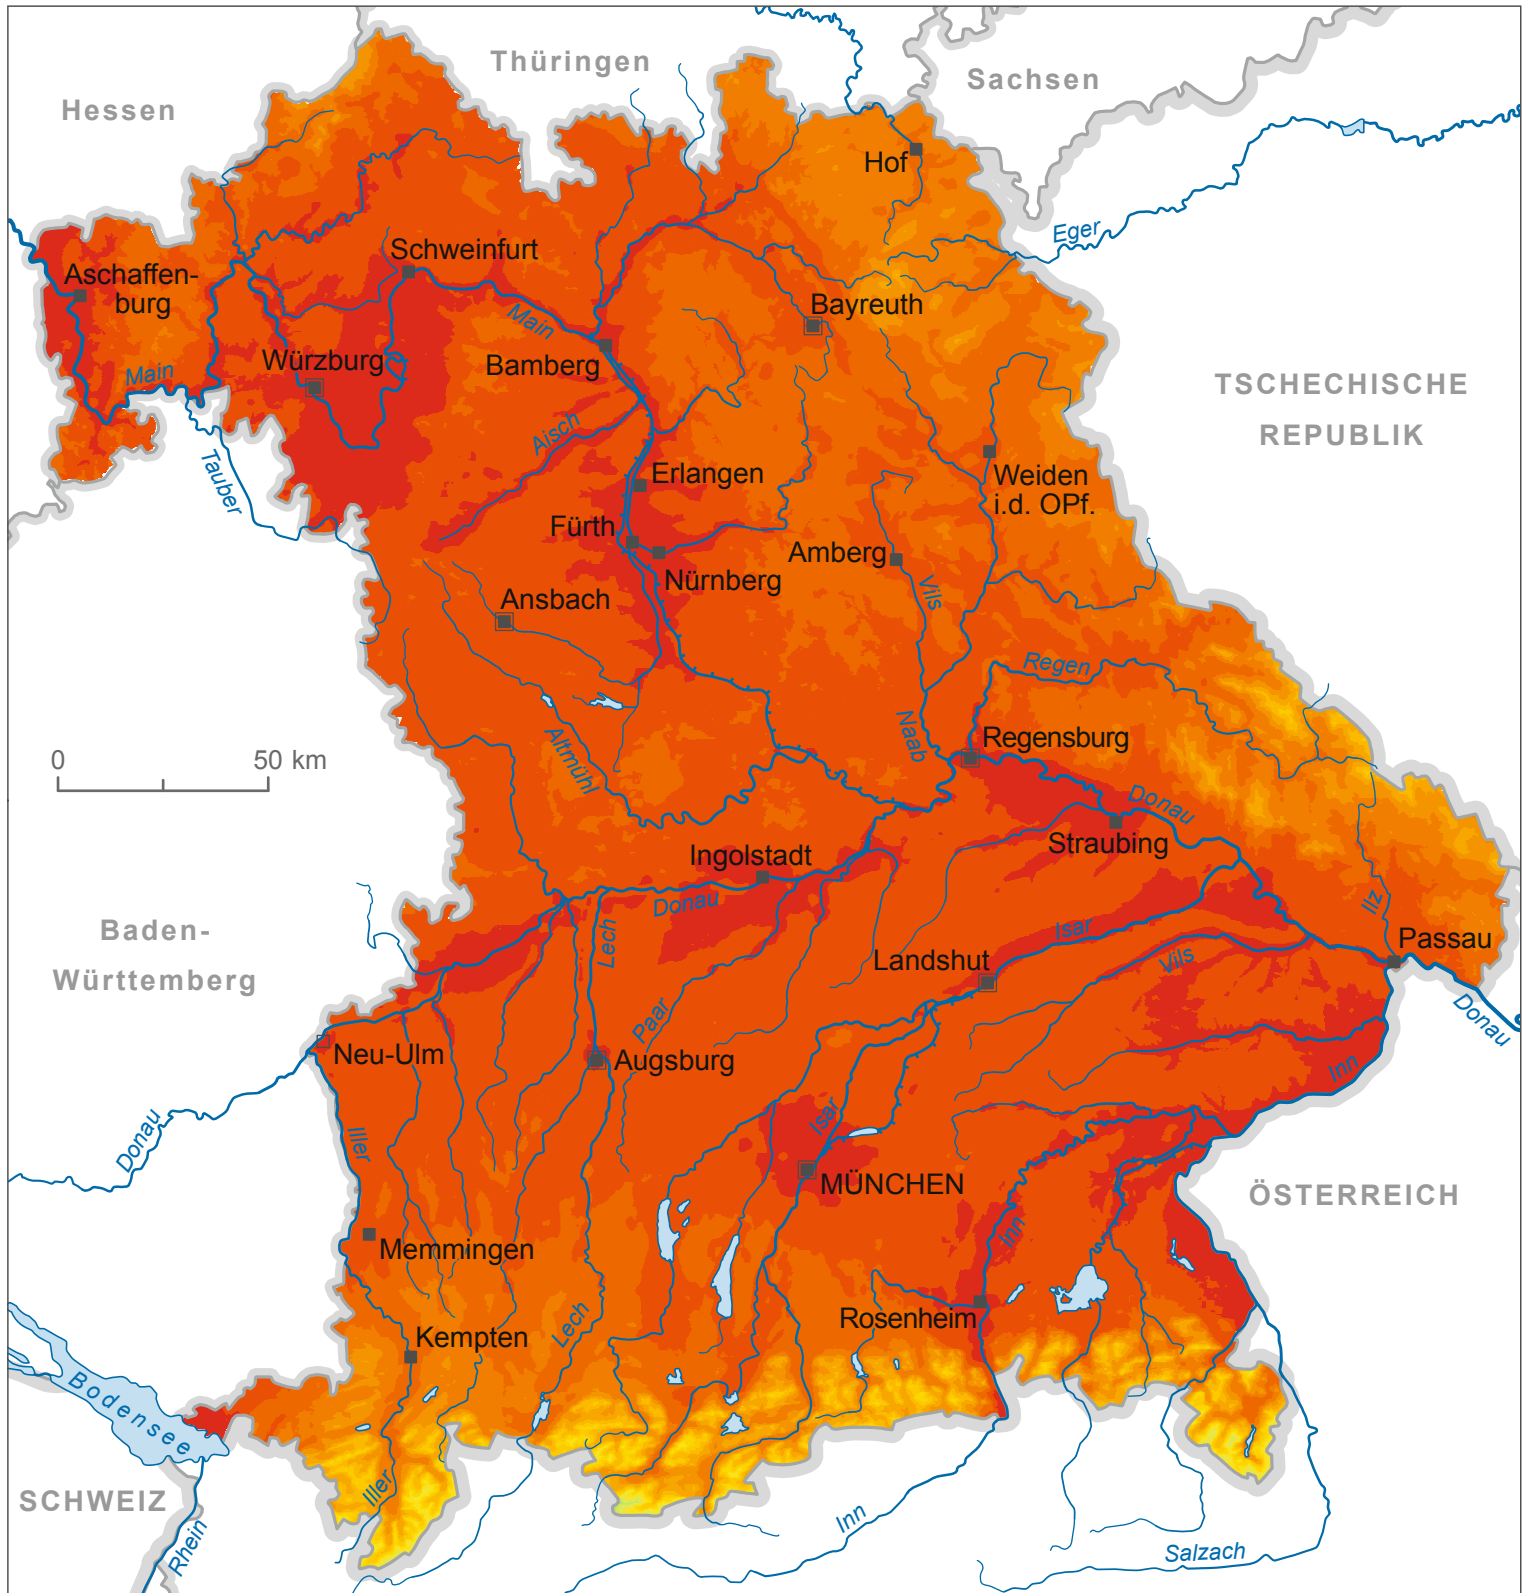 Thüringen
Sachsen
Hessen
Hof
Eger
Schweinfurt
Aschaffen-
burg
Main
Bayreuth
Würzburg
Bamberg
Main
TSCHECHISCHE
REPUBLIK
Aisch
Tauber
Erlangen
Weiden
i.d. OPf.
Fürth
Nürnberg
Amberg
Vils
Ansbach
Regen
Naab
Regensburg
Altmühl
0
50 km
Donau
Straubing
Ingolstadt
Donau
Lech
Ilz
Baden-
Württemberg
Isar
Passau
Landshut
Vils
Donau
Paar
Neu-Ulm
Augsburg
Inn
Isar
Donau
Iller
MÜNCHEN
ÖSTERREICH
Inn
Memmingen
Rosenheim
Lech
Kempten
Bodensee
Iller
SCHWEIZ
Inn
Rhein
Salzach